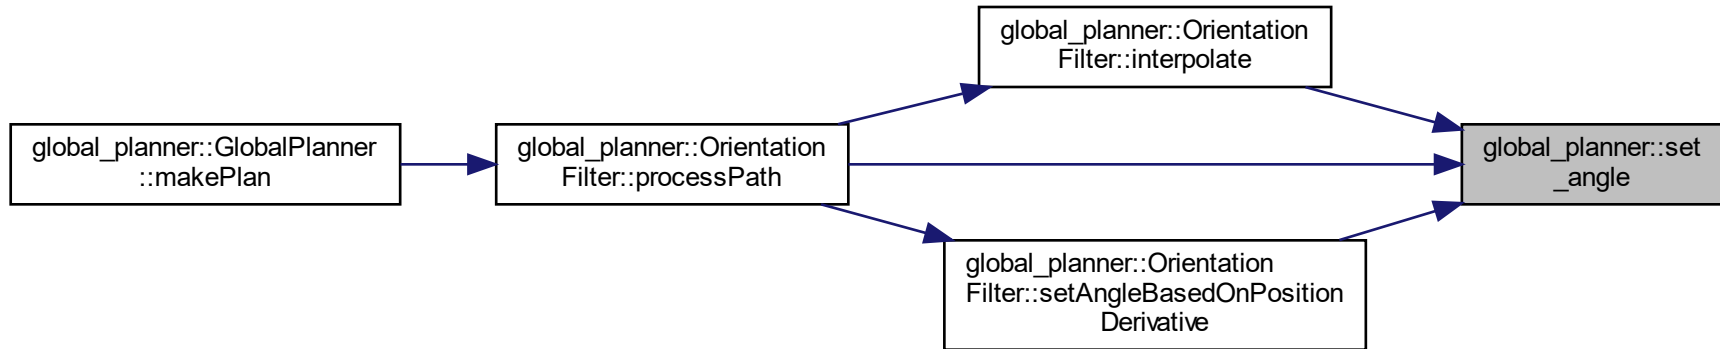 global_planner::Orientation
Filter::interpolate
global_planner::GlobalPlanner
::makePlan
global_planner::Orientation
Filter::processPath
global_planner::set
_angle
global_planner::Orientation
Filter::setAngleBasedOnPosition
Derivative